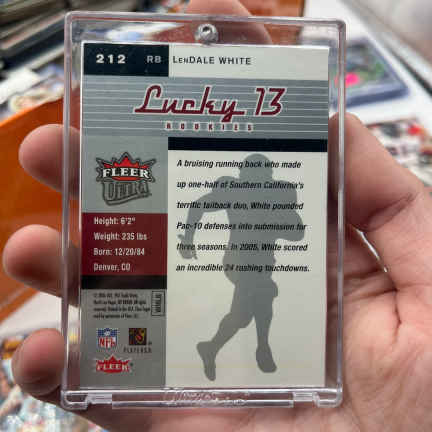 212 RB LENDALE WHITE
Lucky 13
ROOKIES
FLEER
ULTRA
A bruising running back who made
up one-half of Southern California's
terrific tailback duo, White pounded
Pac-10 defenses into submission for
three seasons. In 2005, White scored
an incredible 24 rushing touchdowns.
Height: 6'2"
Weight: 235 lbs
Born: 12/20/84
Denver, CO
NFL
PLAYERS
FLEER